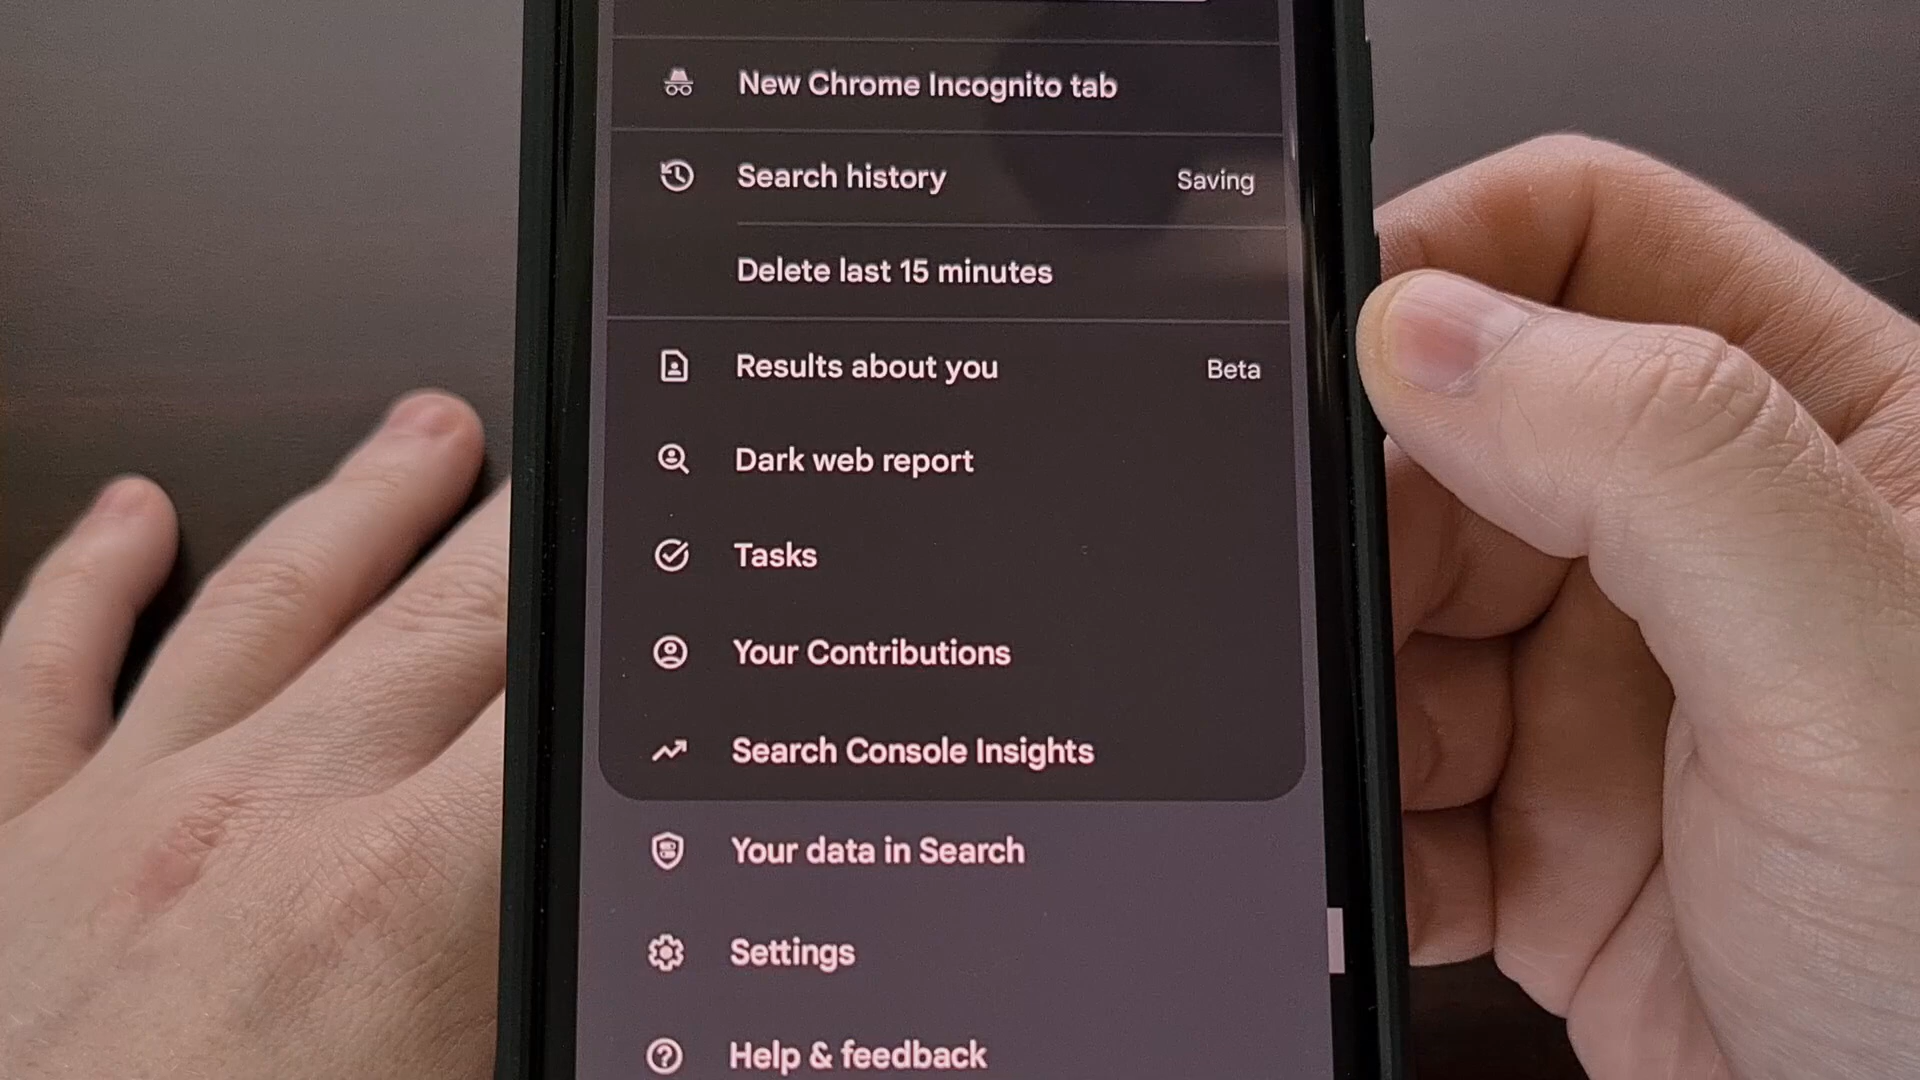 New Chrome Incognito tab
Search history Saving
Delete last 15 minutes
Results about you Beta
Dark web report
Tasks
Your Contributions
Search Console Insights
Your data in Search
Settings
Help & feedback